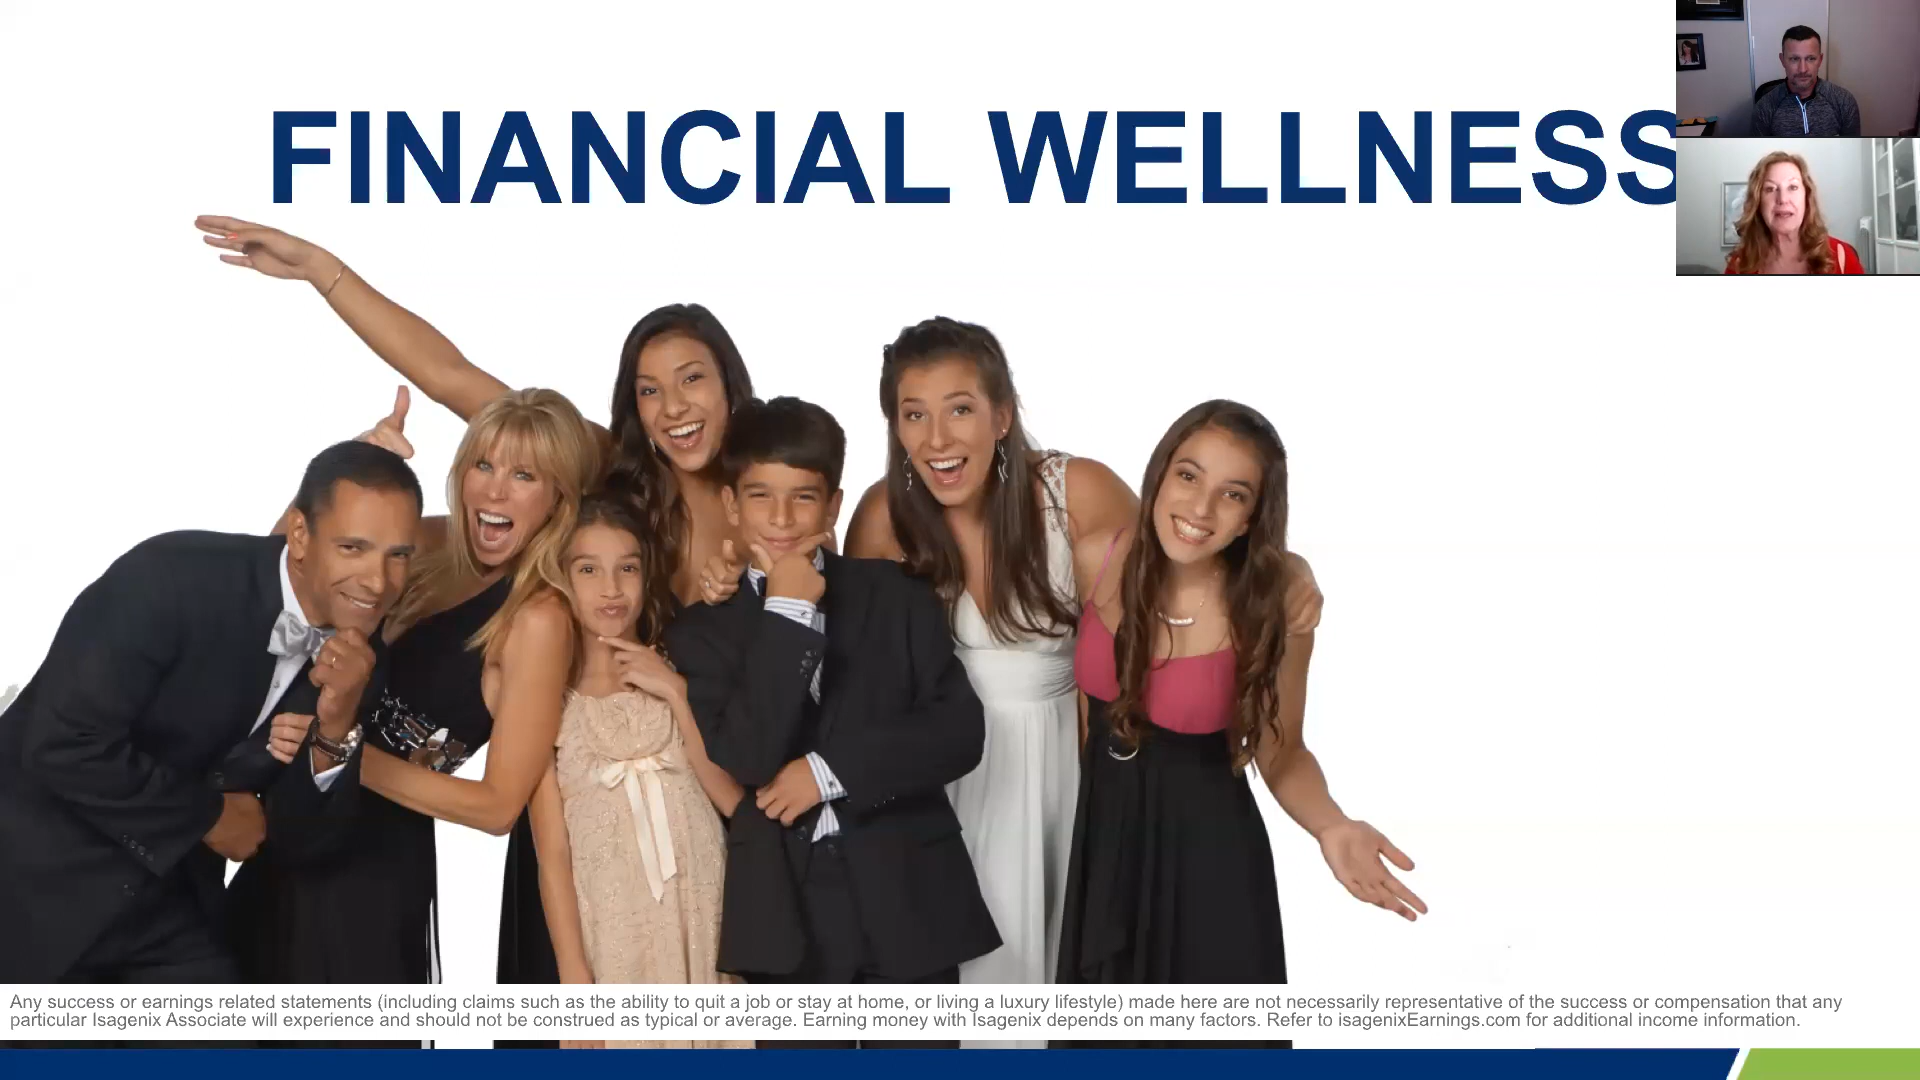 FINANCIAL WELLNESS
Any success or earnings related statements (including claims such as the ability to quit a job or stay at home, or living a luxury lifestyle) made here are not necessarily representative of the success or compensation that any
particular Isagenix Associate will experience and should not be construed as typical or average. Earning money with Isagenix depends on many factors. Refer to isagenixEarnings.com for additional income information.